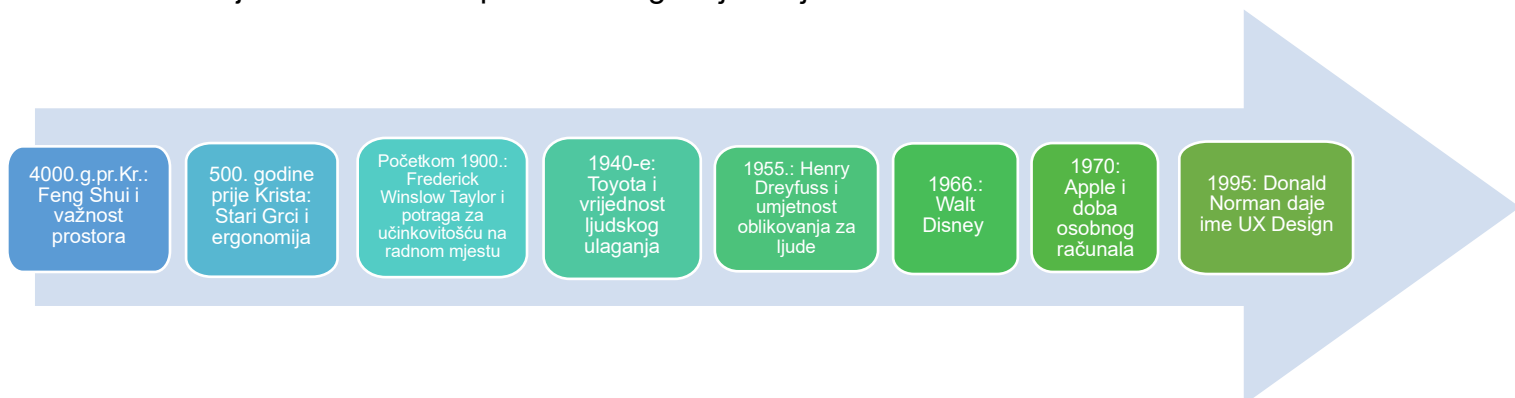 4000.g.pr.Kr.:
Feng Shui i
važnost
prostora
500. godine
prije Krista:
Stari Grci i
ergonomija
Početkom 1900.:
Frederick
Winslow Taylor i
potraga za
učinkovitošću na
radnom mjestu
1940-e:
Toyota i
vrijednost
ljudskog
ulaganja
1955.: Henry
Dreyfuss i
umjetnost
oblikovanja za
ljude
1966.:
Walt
Disney
1970:
Apple i
doba
osobnog
računala
1995: Donald
Norman daje
ime UX Design